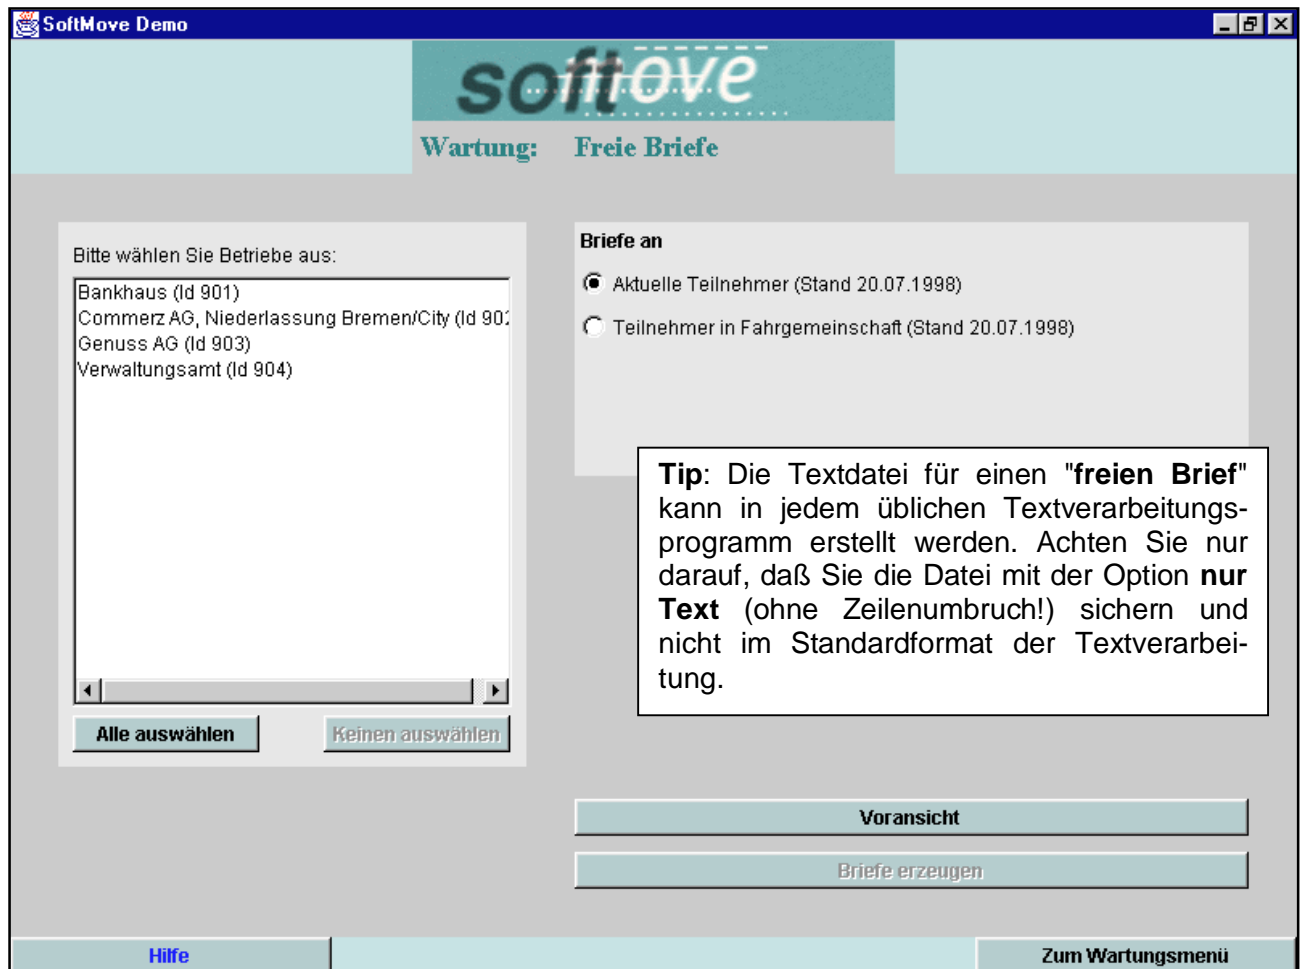 SoftMove Demo
softmove
Wartung: Freie Briefe
Bitte wählen Sie Betriebe aus:
Bankhaus (Id 901)
Commerz AG, Niederlassung Bremen/City (Id 902
Genuss AG (Id 903)
Verwaltungsamt (Id 904)
Alle auswählen
Keinen auswählen
Briefe an
Aktuelle Teilnehmer (Stand 20.07.1998)
Teilnehmer in Fahrgemeinschaft (Stand 20.07.1998)
Tip: Die Textdatei für einen "freien Brief"
kann in jedem üblichen Textverarbeitungs-
programm erstellt werden. Achten Sie nur
darauf, daß Sie die Datei mit der Option nur
Text (ohne Zeilenumbruch!) sichern und
nicht im Standardformat der Textverarbei-
tung.
Voransicht
Briefe erzeugen
Hilfe
Zum Wartungsmenü